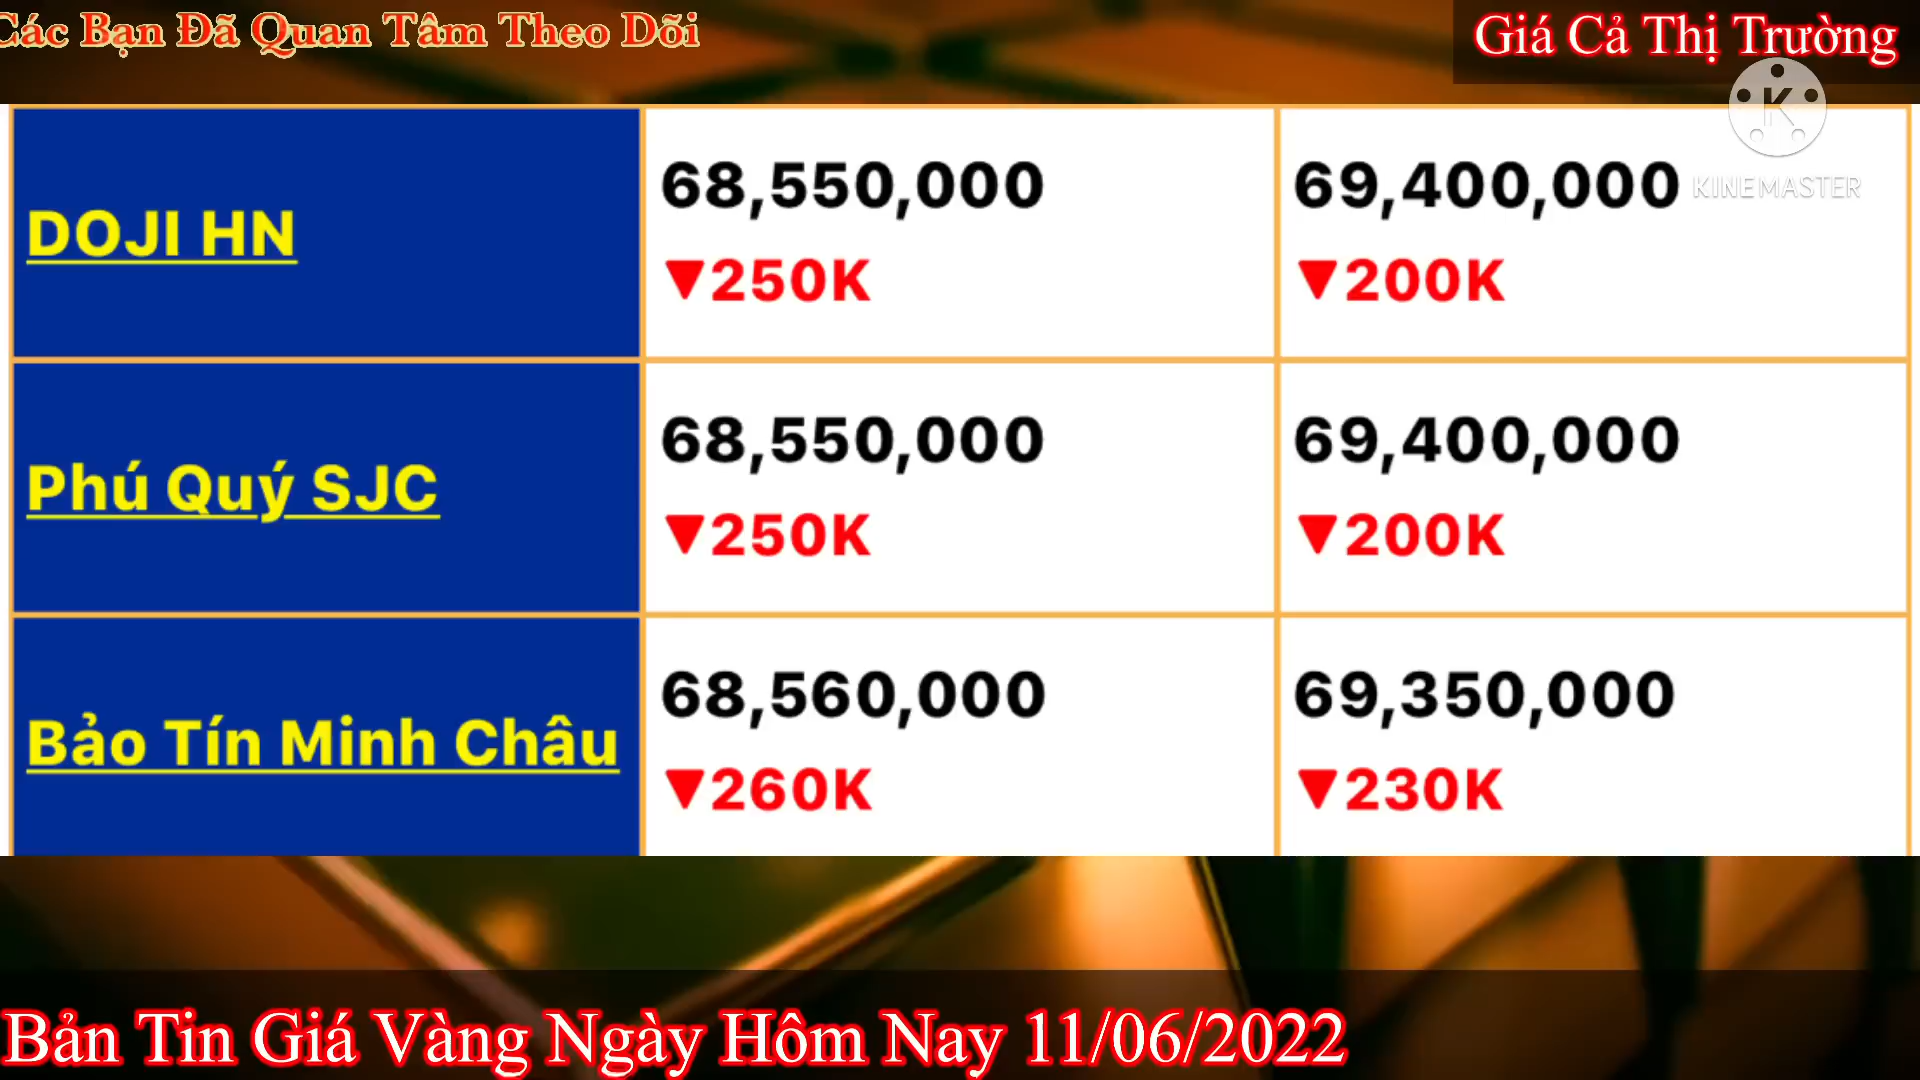 Các Bạn Đã Quan Tâm Theo Dõi
Giá Cả Thị Trường
KINEMASTER
DOJI HN
68,550,000
▼250K
69,400,000
▼200K
Phú Quý SJC
68,550,000
▼250K
69,400,000
▼200K
Bảo Tín Minh Châu
68,560,000
▼260K
69,350,000
▼230K
Bản Tin Giá Vàng Ngày Hôm Nay 11/06/2022